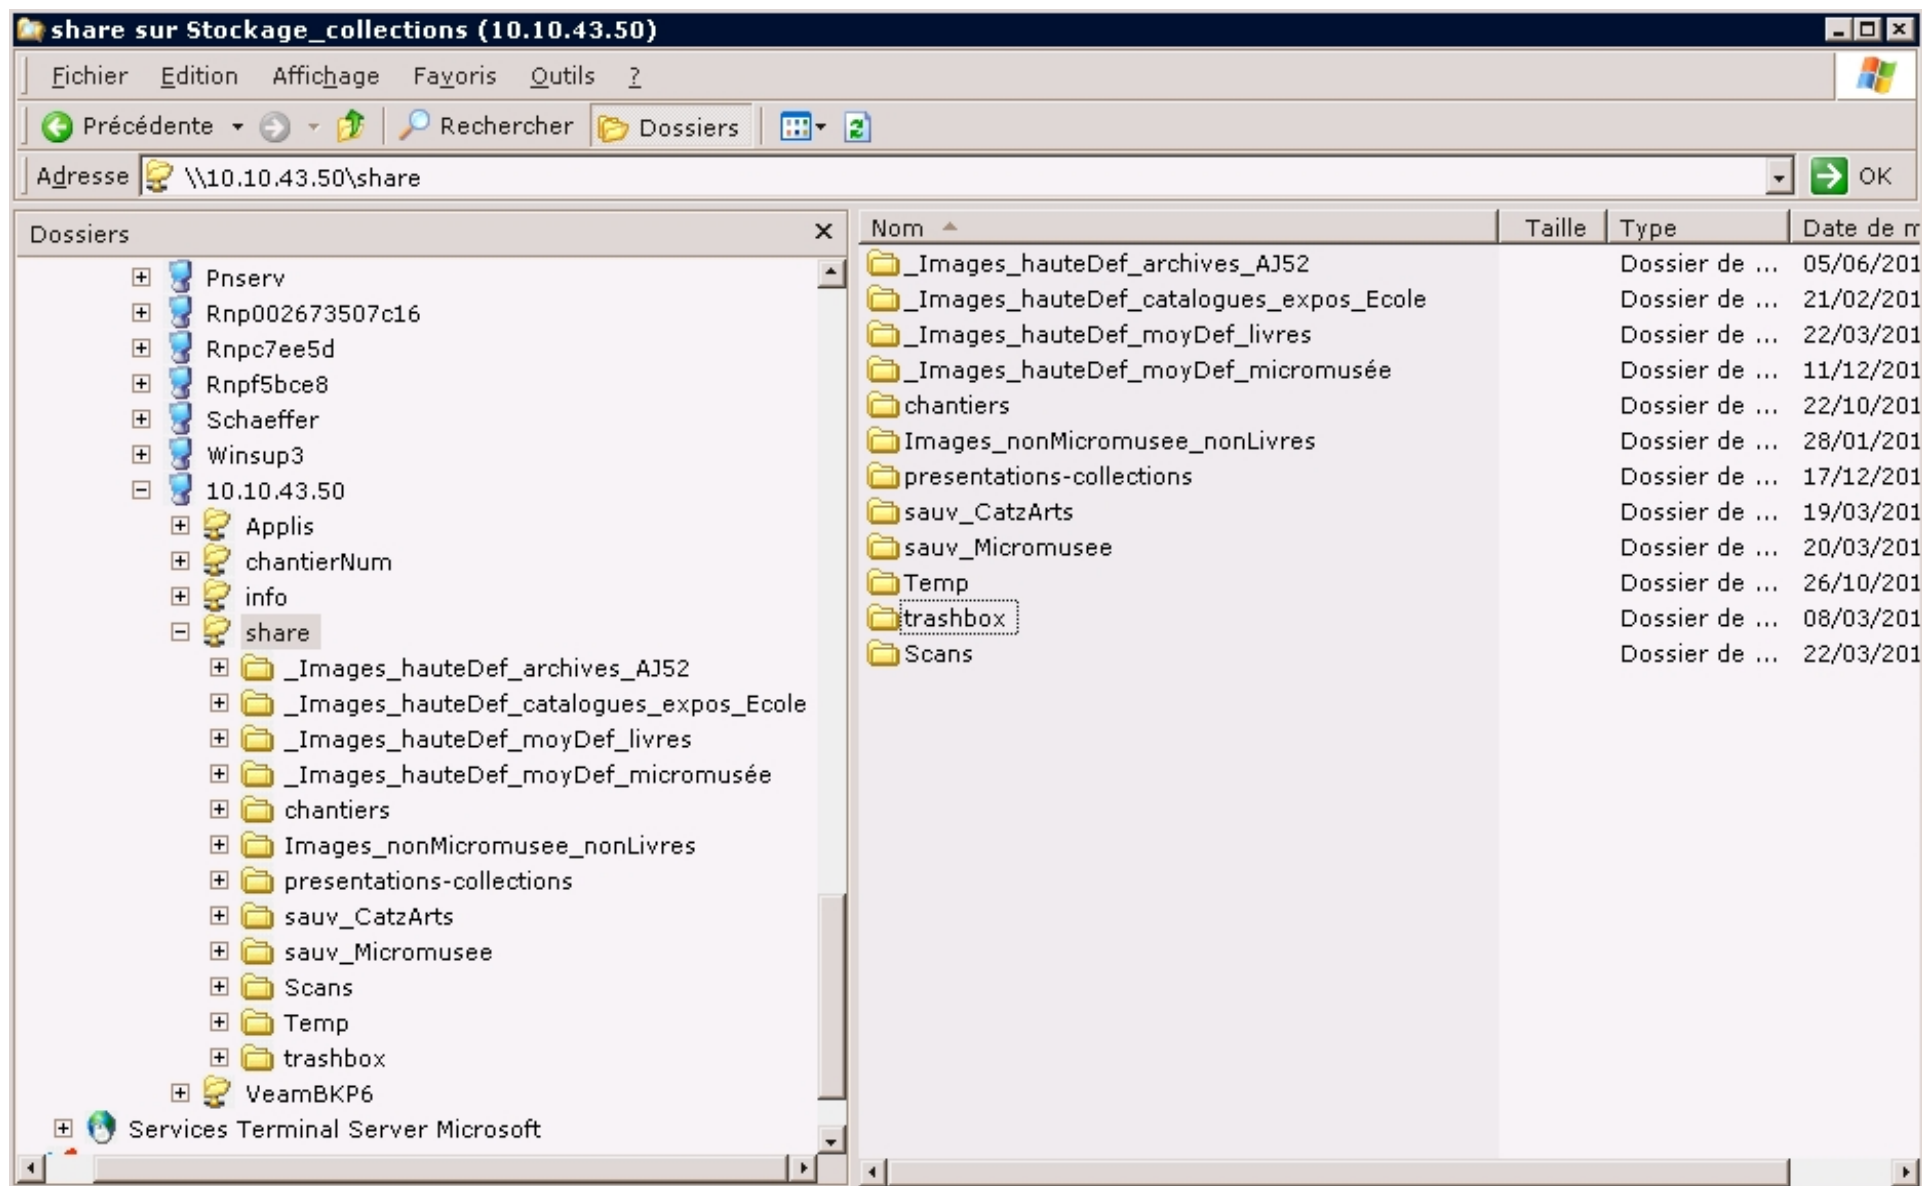 share sur Stockage_collections (10.10.43.50)
Fichier Edition Affichage Favoris Outils ?
Précédente Rechercher Dossiers
Adresse \\10.10.43.50\share OK
Dossiers
Pnserv
Rnp002673507c16
Rnpc7ee5d
Rnpf5bce8
Schaeffer
Winsup3
10.10.43.50
Applis
chantierNum
info
share
_Images_hauteDef_archives_AJ52
_Images_hauteDef_catalogues_expos_Ecole
_Images_hauteDef_moyDef_livres
_Images_hauteDef_moyDef_micromusée
chantiers
Images_nonMicromusee_nonLivres
presentations-collections
sauv_CatzArts
sauv_Micromusee
Scans
Temp
trashbox
VeamBKP6
Services Terminal Server Microsoft
Nom Taille Type Date de m
_Images_hauteDef_archives_AJ52 Dossier de ... 05/06/201
_Images_hauteDef_catalogues_expos_Ecole Dossier de ... 21/02/201
_Images_hauteDef_moyDef_livres Dossier de ... 22/03/201
_Images_hauteDef_moyDef_micromusée Dossier de ... 11/12/201
chantiers Dossier de ... 22/10/201
Images_nonMicromusee_nonLivres Dossier de ... 28/01/201
presentations-collections Dossier de ... 17/12/201
sauv_CatzArts Dossier de ... 19/03/201
sauv_Micromusee Dossier de ... 20/03/201
Temp Dossier de ... 26/10/201
trashbox Dossier de ... 08/03/201
Scans Dossier de ... 22/03/201